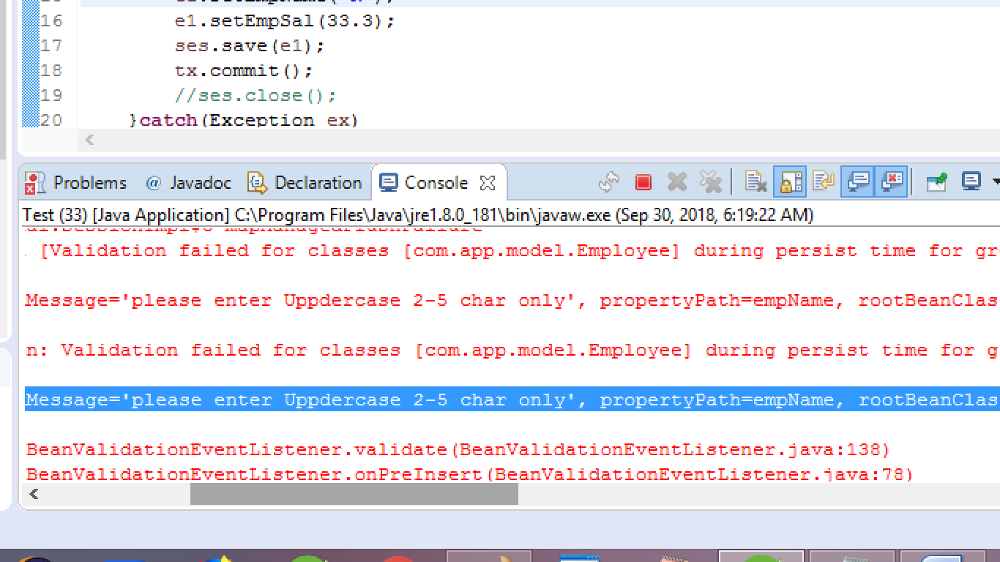 16 e1.setEmpSal(33.3);
17 ses.save(e1);
18 tx.commit();
19 //ses.close();
20 }catch(Exception ex)
Problems @ Javadoc Declaration Console
Test (33) [Java Application] C:\Program Files\Java\jre1.8.0_181\bin\javaw.exe (Sep 30, 2018, 6:19:22 AM)
[Validation failed for classes [com.app.model.Employee] during persist time for gr
Message='please enter Uppdercase 2-5 char only', propertyPath=empName, rootBeanClas
n: Validation failed for classes [com.app.model.Employee] during persist time for g
Message='please enter Uppdercase 2-5 char only', propertyPath=empName, rootBeanClas
BeanValidationEventListener.validate(BeanValidationEventListener.java:138)
BeanValidationEventListener.onPreInsert(BeanValidationEventListener.java:78)